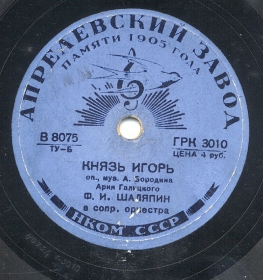 АПРЕЛЕВСКИЙ ЗАВОД
ПАМЯТИ 1905 ГОДА
В 8075
ТУ-Б
ГРК 3010
ЦЕНА 4 руб.
КНЯЗЬ ИГОРЬ
оп., муз. А. Бородина
Ария Галицкого
Ф. И. ШАЛЯПИН
в сопр. оркестра
НКОМ СССР